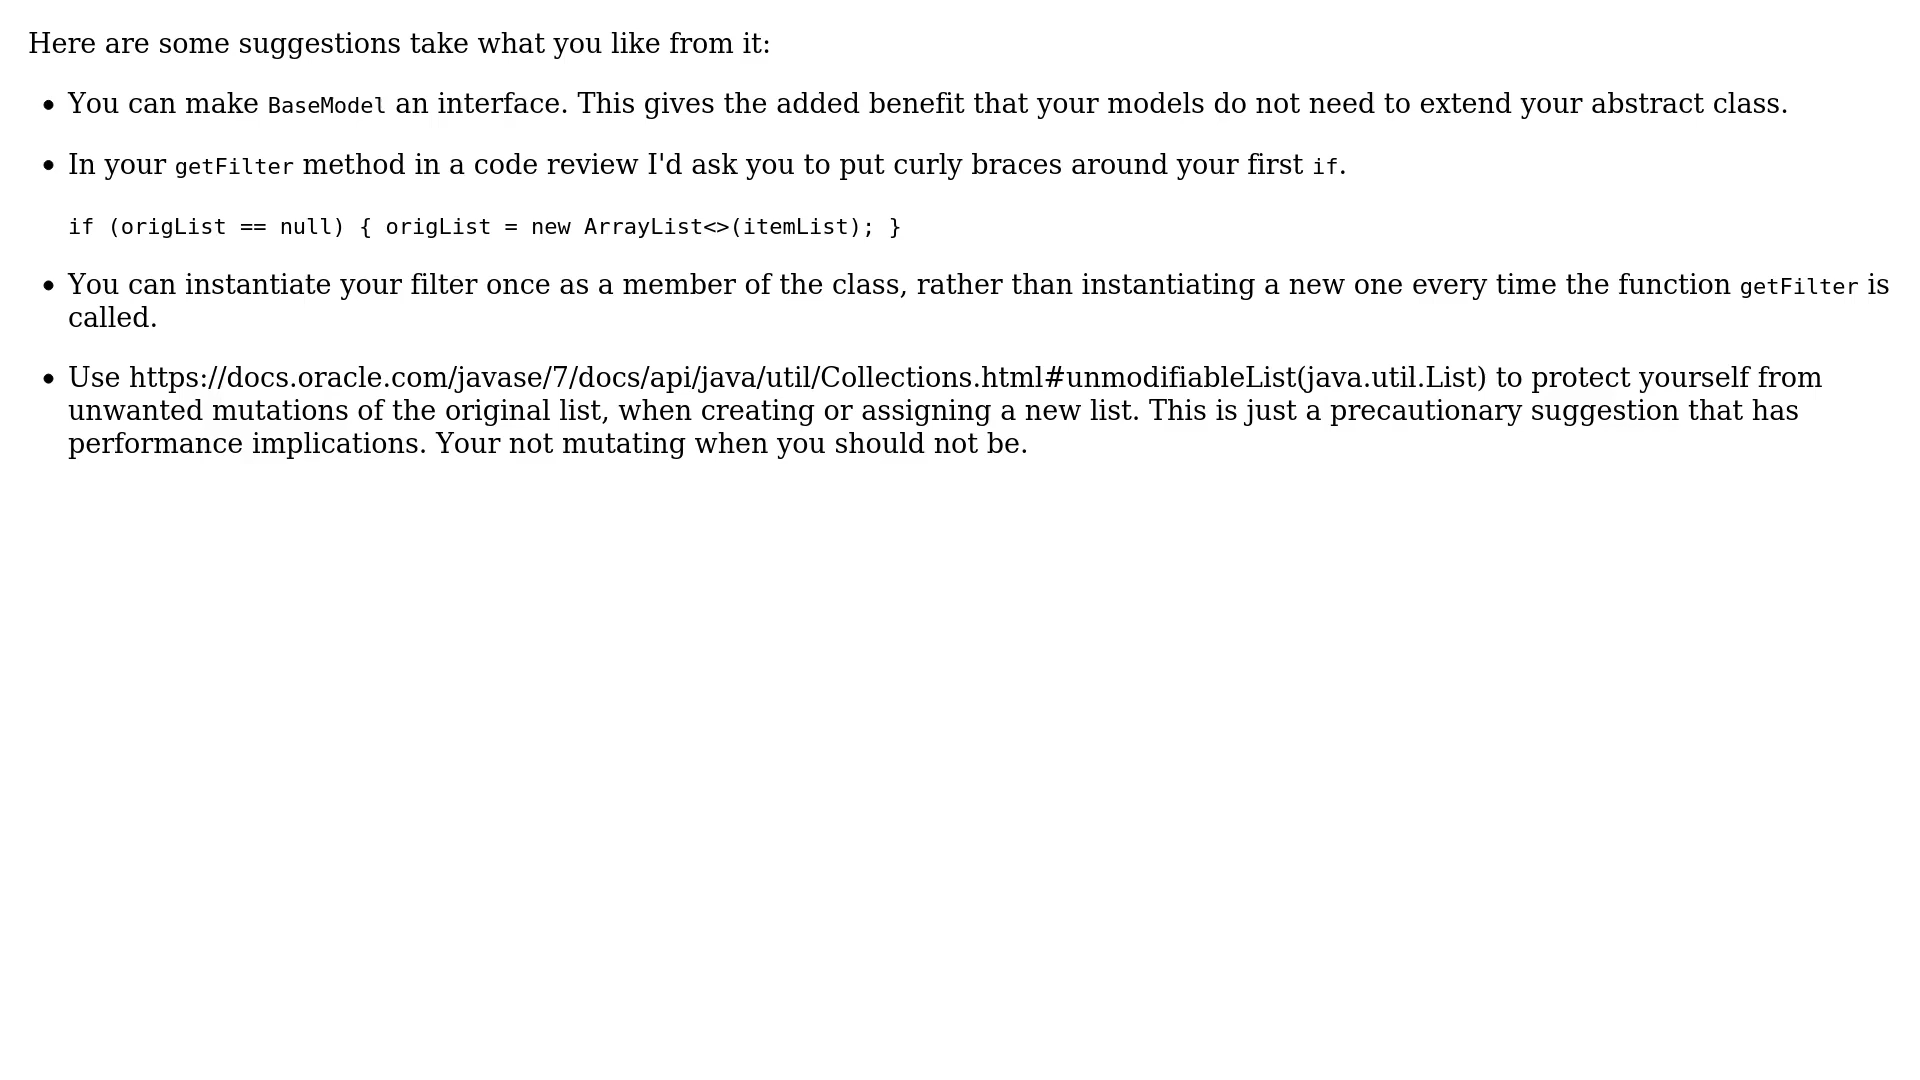 Here are some suggestions take what you like from it:
• You can make BaseModel an interface. This gives the added benefit that your models do not need to extend your abstract class.
• In your getFilter method in a code review I'd ask you to put curly braces around your first if.
if (origList == null) { origList = new ArrayList<>(itemList); }
• You can instantiate your filter once as a member of the class, rather than instantiating a new one every time the function getFilter is
called.
• Use https://docs.oracle.com/javase/7/docs/api/java/util/Collections.html#unmodifiableList(java.util.List) to protect yourself from
unwanted mutations of the original list, when creating or assigning a new list. This is just a precautionary suggestion that has
performance implications. Your not mutating when you should not be.